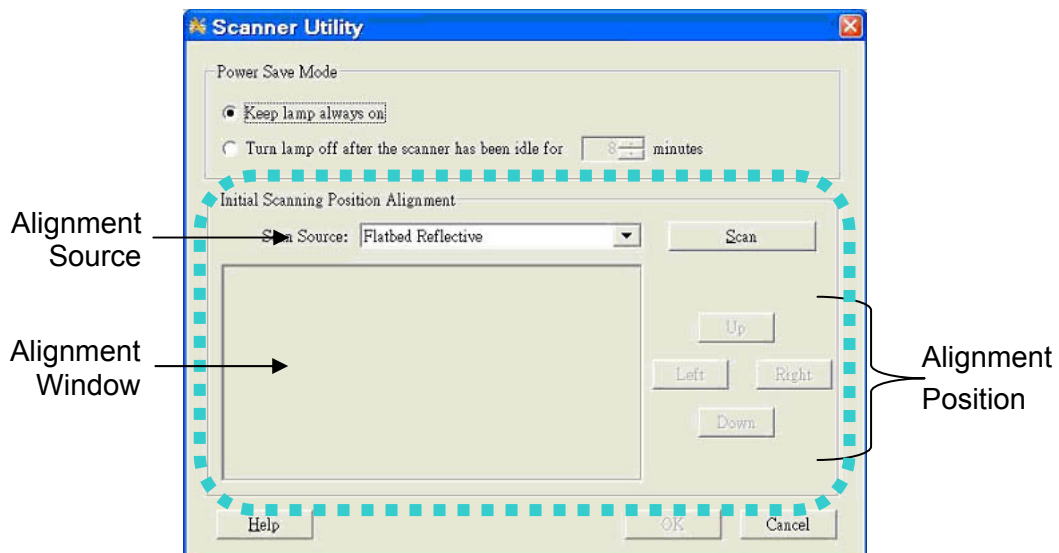 Scanner Utility
Power Save Mode
Keep lamp always on
Turn lamp off after the scanner has been idle for 8 minutes
Initial Scanning Position Alignment
Alignment
Source
Scan Source: Flatbed Reflective
Scan
Alignment
Window
Up
Left Right
Down
Alignment
Position
Help OK Cancel